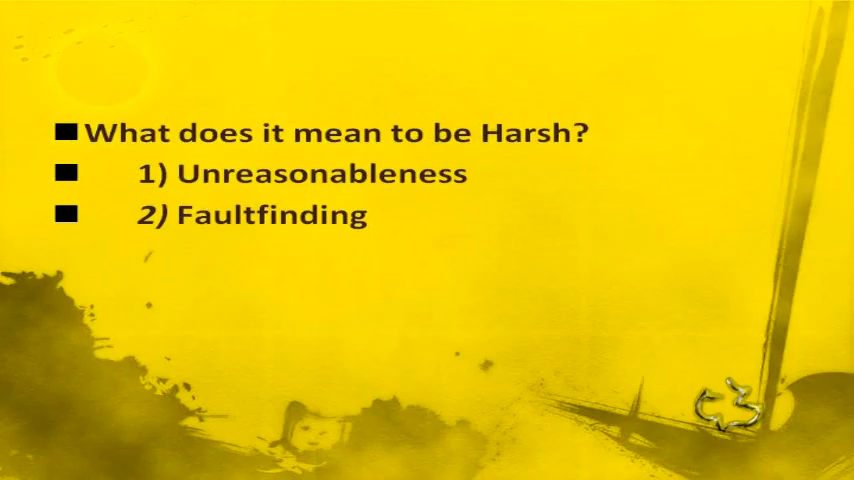 What does it mean to be Harsh?
1) Unreasonableness
2) Faultfinding